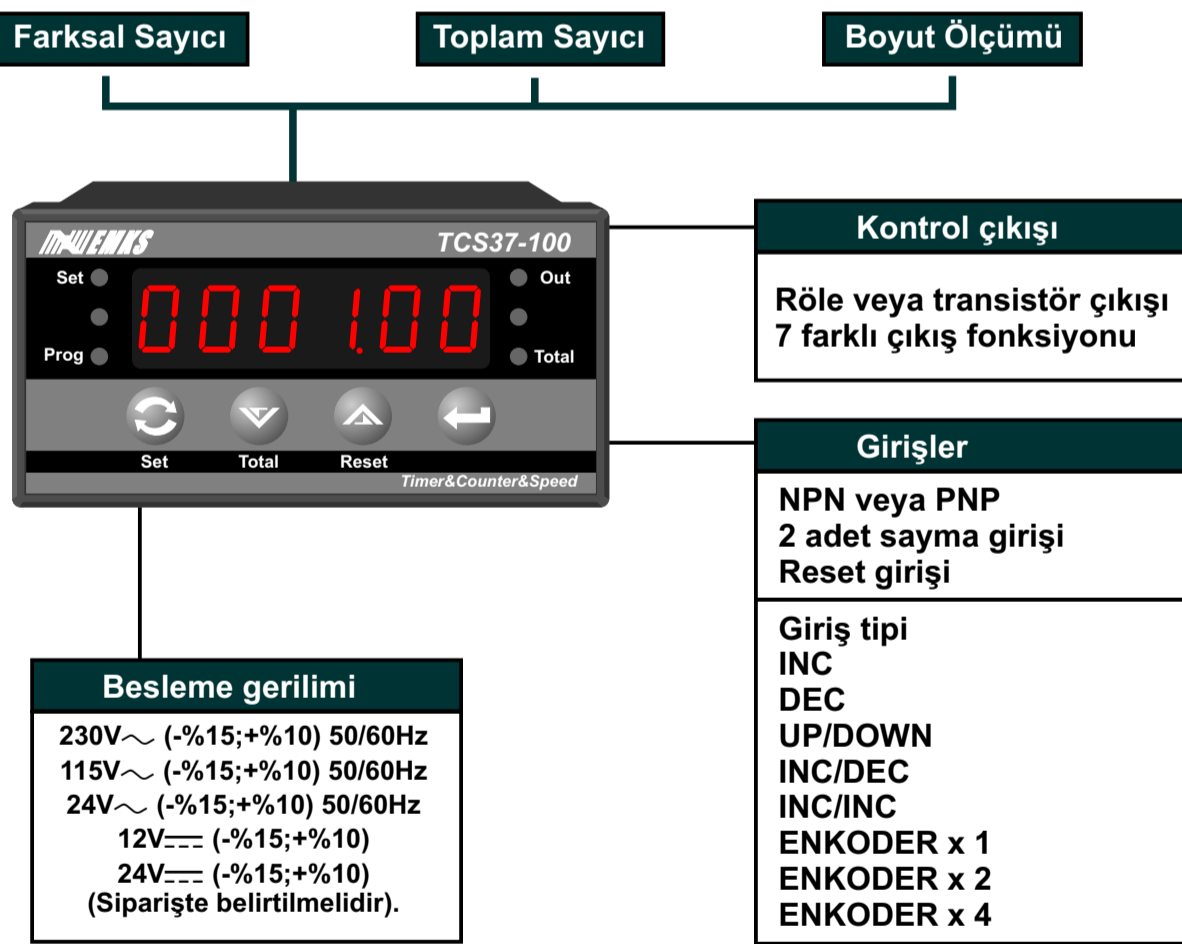 Farksal Sayıcı
Toplam Sayıcı
Boyut Ölçümü
EMKS
TCS37-100
Set
Out
0001.00
Prog
Total
Set
Total
Reset
Timer&Counter&Speed
Kontrol çıkışı
Röle veya transistör çıkışı
7 farklı çıkış fonksiyonu
Girişler
NPN veya PNP
2 adet sayma girişi
Reset girişi
Giriş tipi
INC
DEC
UP/DOWN
INC/DEC
INC/INC
ENKODER x 1
ENKODER x 2
ENKODER x 4
Besleme gerilimi
230V～ (-%15;+%10) 50/60Hz
115V～ (-%15;+%10) 50/60Hz
24V～ (-%15;+%10) 50/60Hz
12V⎓ (-%15;+%10)
24V⎓ (-%15;+%10)
(Siparişte belirtilmelidir).